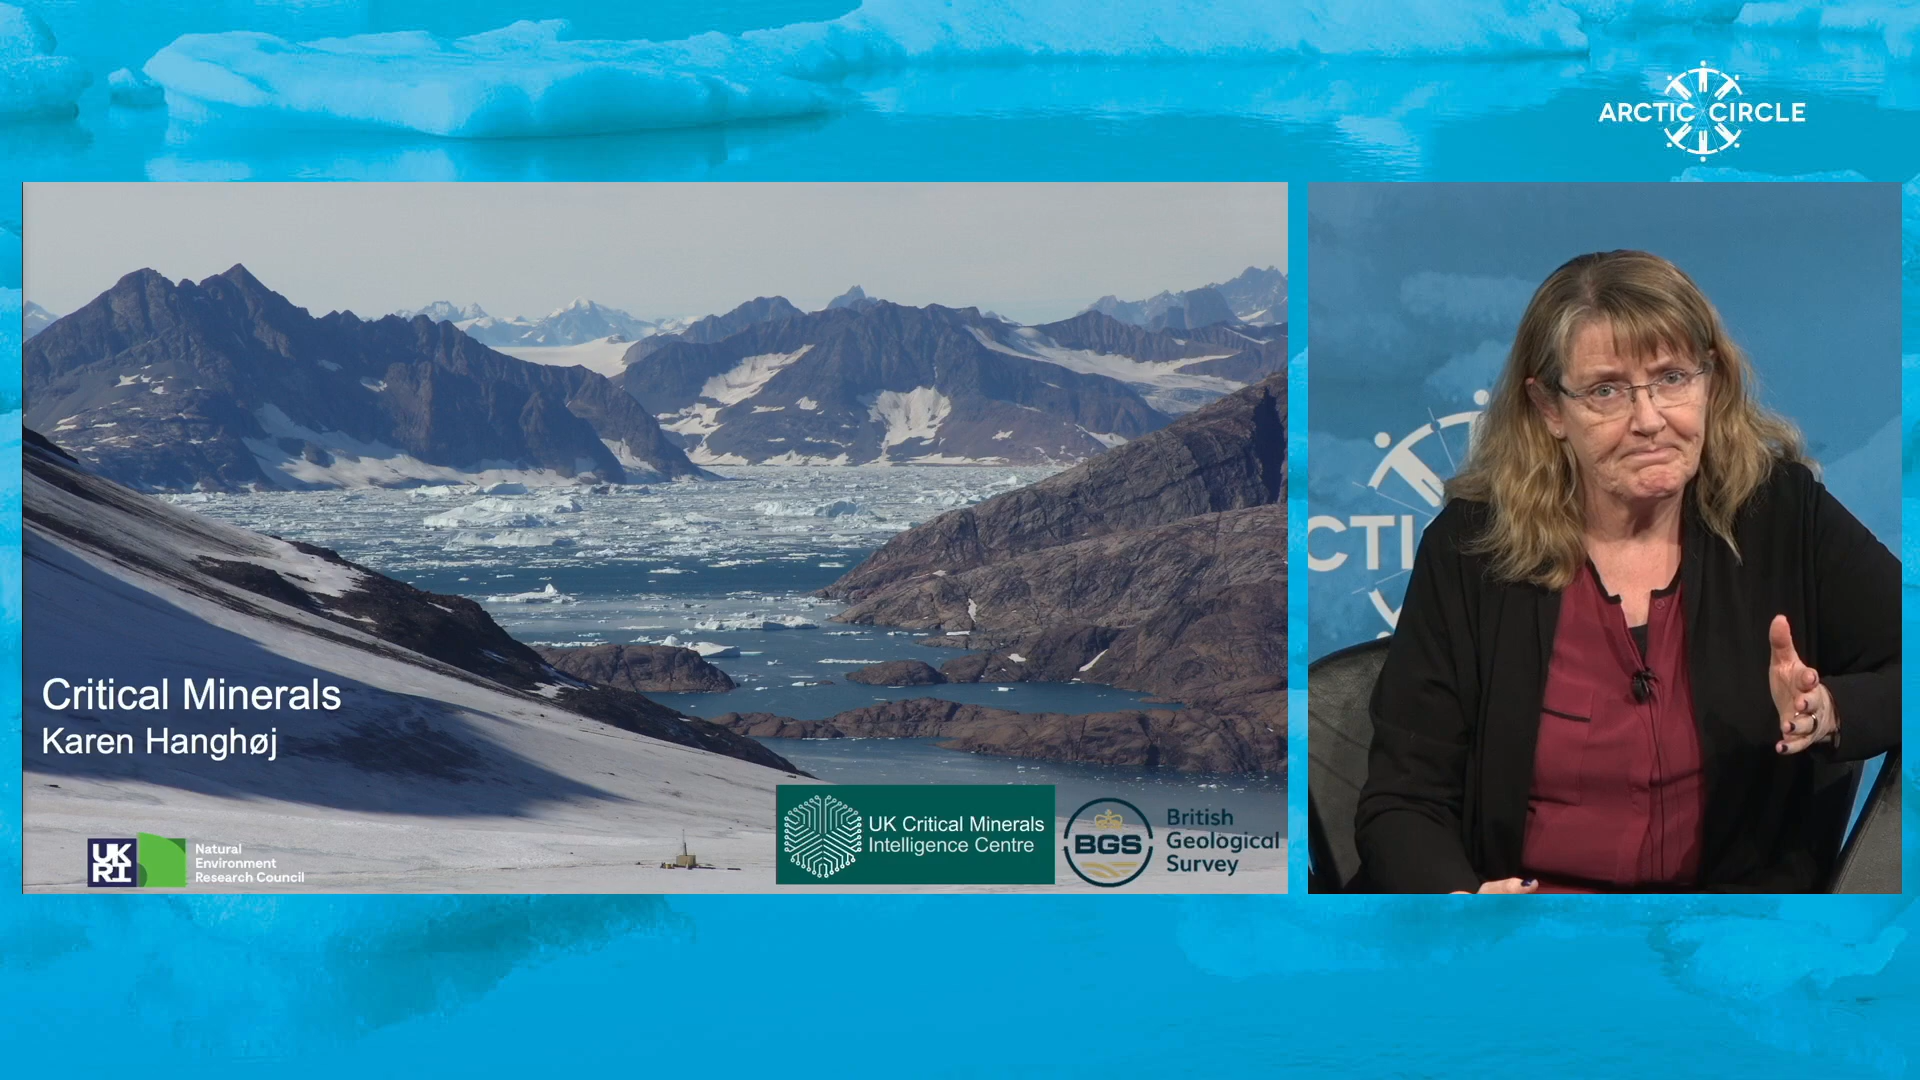 ARCTIC CIRCLE
CTI
Critical Minerals
Karen Hanghøj
UK
RI
Natural
Environment
Research Council
UK Critical Minerals
Intelligence Centre
BGS
British
Geological
Survey